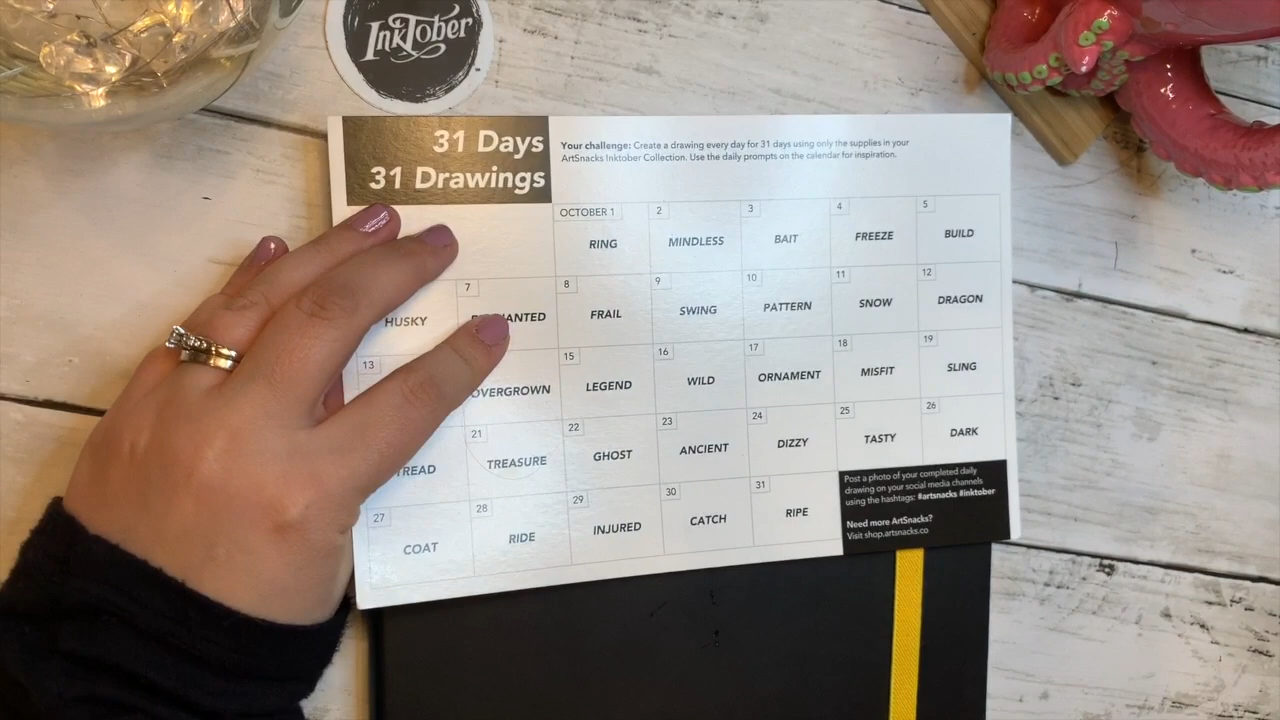 InkTober
31 Days
31 Drawings
Your challenge: Create a drawing every day for 31 days using only the supplies in your
ArtSnacks Inktober Collection. Use the daily prompts on the calendar for inspiration.
OCTOBER 1 2 3 4 5
RING MINDLESS BAIT FREEZE BUILD
7 8 9 10 11 12
HUSKY FRAIL SWING PATTERN SNOW DRAGON
13 15 16 17 18 19
OVERGROWN LEGEND WILD ORNAMENT MISFIT SLING
21 22 23 24 25 26
TREAD TREASURE GHOST ANCIENT DIZZY TASTY DARK
27 28 29 30 31
COAT RIDE INJURED CATCH RIPE
Post a photo of your completed daily
drawing on your social media channels
using the hashtags: #artsnacks #inktober
Need more ArtSnacks?
Visit shop.artsnacks.co